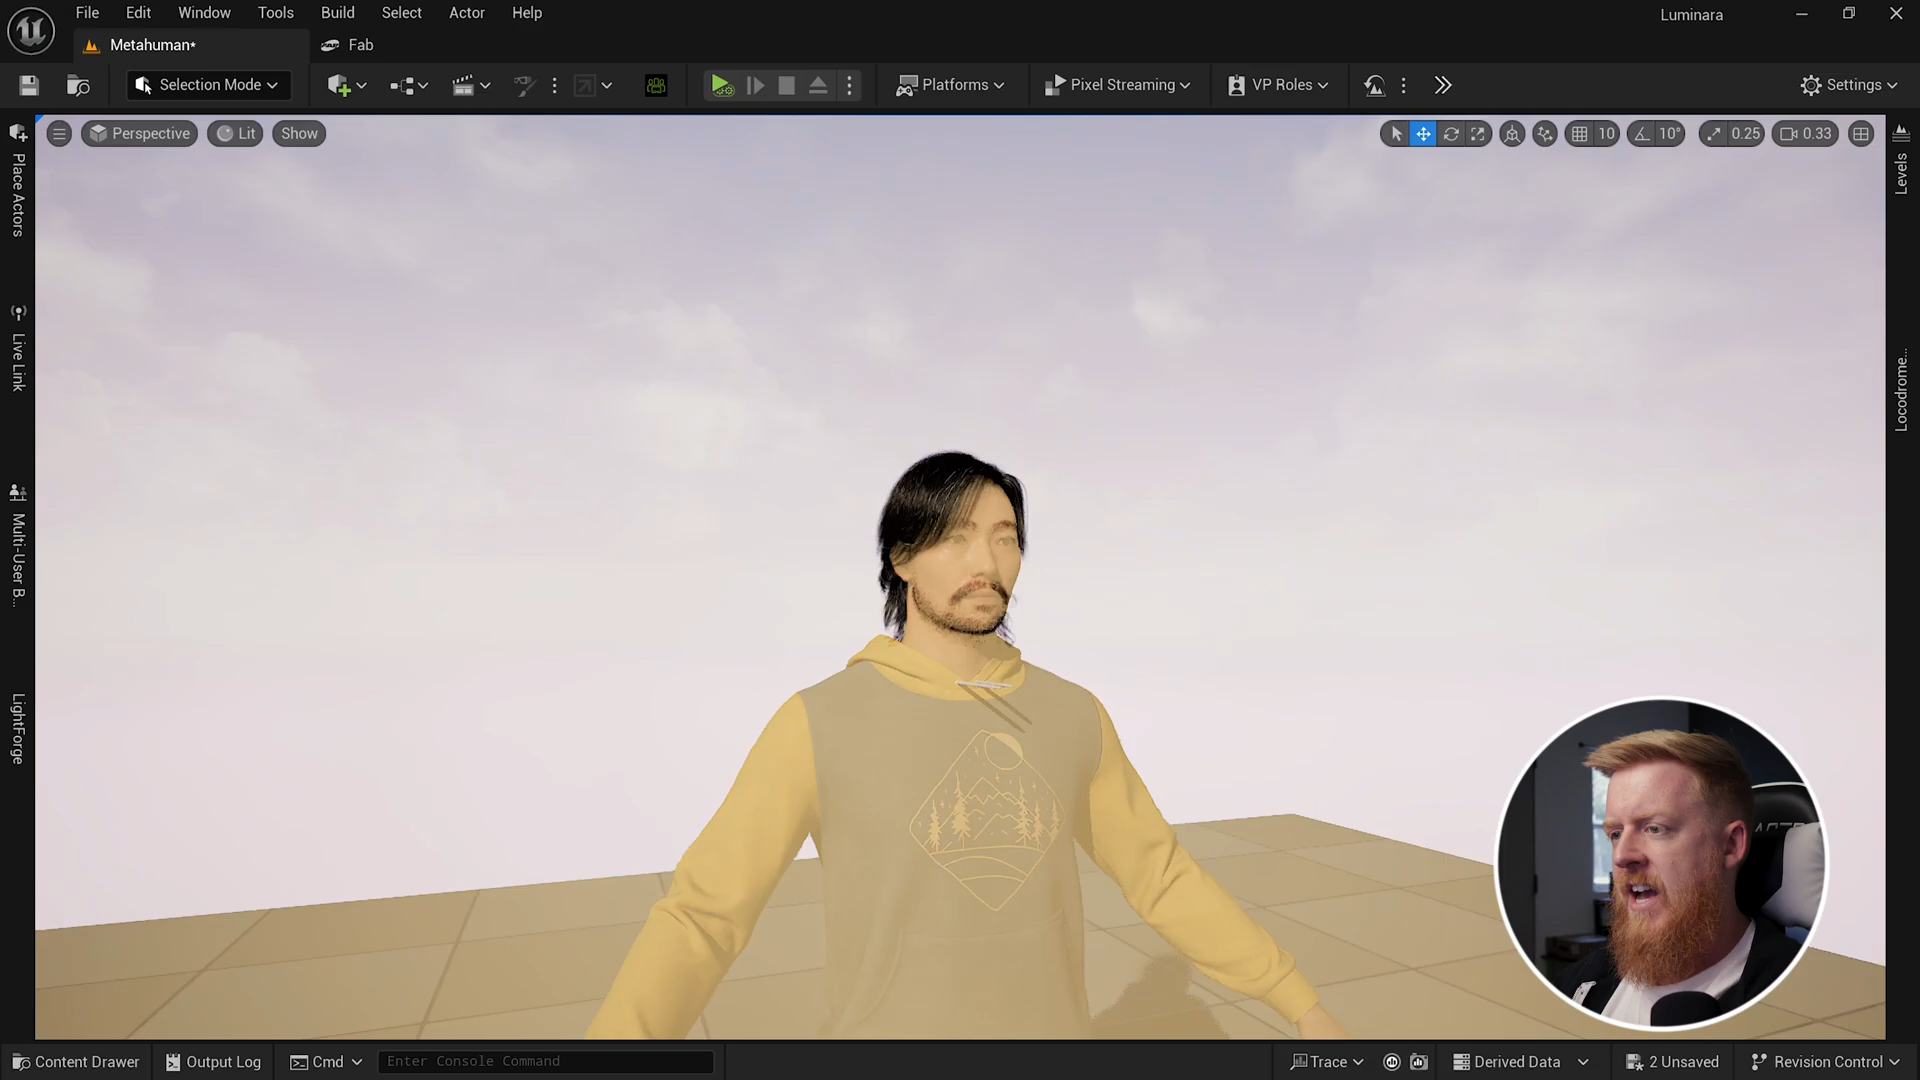 File Edit Window Tools Build Select Actor Help
Luminara
Metahuman*
Fab
Selection Mode
Platforms
Pixel Streaming
VP Roles
Settings
Perspective
Lit
Show
10
10°
0.25
0.33
Place Actors
Live Link
Multi-User B...
LightForge
Levels
Locodrome...
Content Drawer
Output Log
Cmd
Enter Console Command
Trace
Derived Data
2 Unsaved
Revision Control